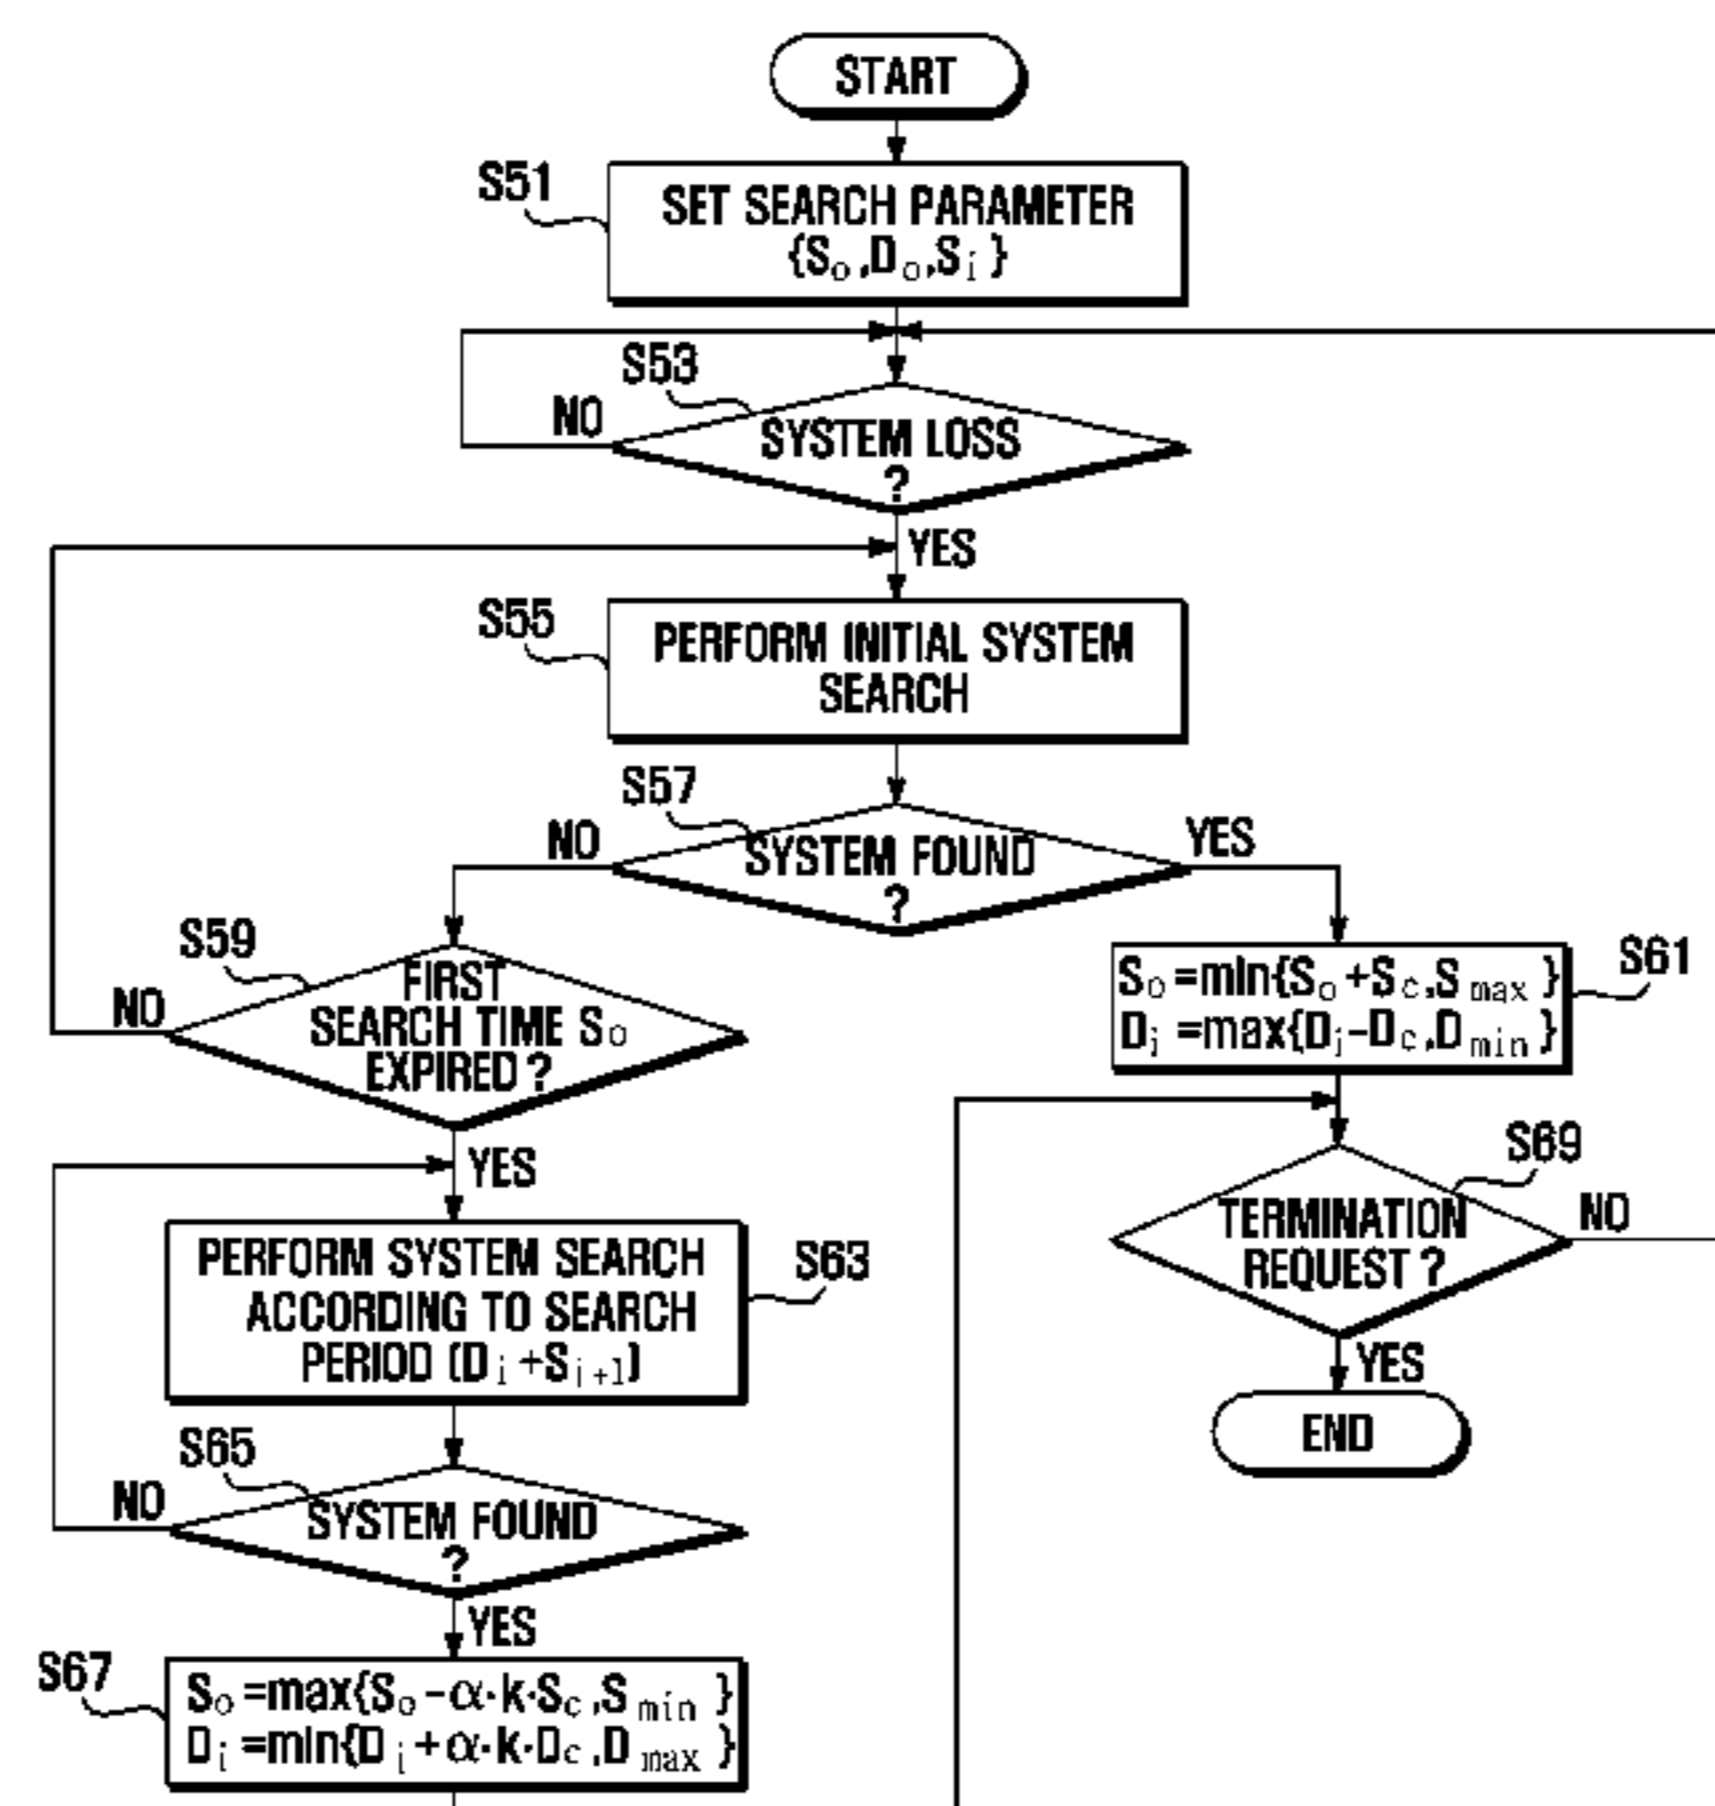 START
S51
SET SEARCH PARAMETER
{So,Do,Si}
S53
NO
SYSTEM LOSS
?
YES
S55
PERFORM INITIAL SYSTEM
SEARCH
S57
NO
SYSTEM FOUND
?
YES
S59
NO
FIRST
SEARCH TIME So
EXPIRED?
YES
S61
So=min{So+Sc,Smax}
Di=max{Di-Dc,Dmin}
S63
PERFORM SYSTEM SEARCH
ACCORDING TO SEARCH
PERIOD (Di+Si+1)
S69
TERMINATION
REQUEST?
NO
YES
END
S65
NO
SYSTEM FOUND
?
YES
S67
So=max{So-α·k·Sc,Smin}
Di=min{Di+α·k·Dc,Dmax}